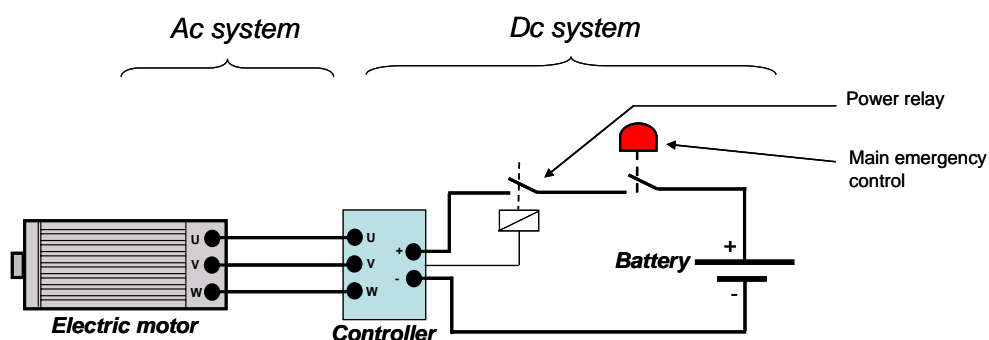 Ac system
Dc system
Power relay
Main emergency
control
U
V
W
U
V
W
+
-
Battery
+
-
Electric motor
Controller